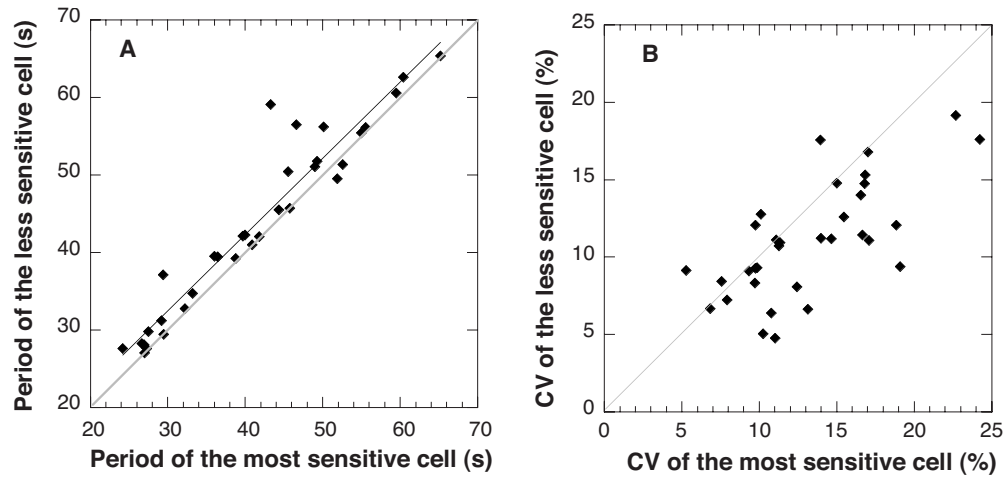 A
Period of the less sensitive cell (s)
70
60
50
40
30
20
20 30 40 50 60 70
Period of the most sensitive cell (s)
B
CV of the less sensitive cell (%)
25
20
15
10
5
0
0 5 10 15 20 25
CV of the most sensitive cell (%)